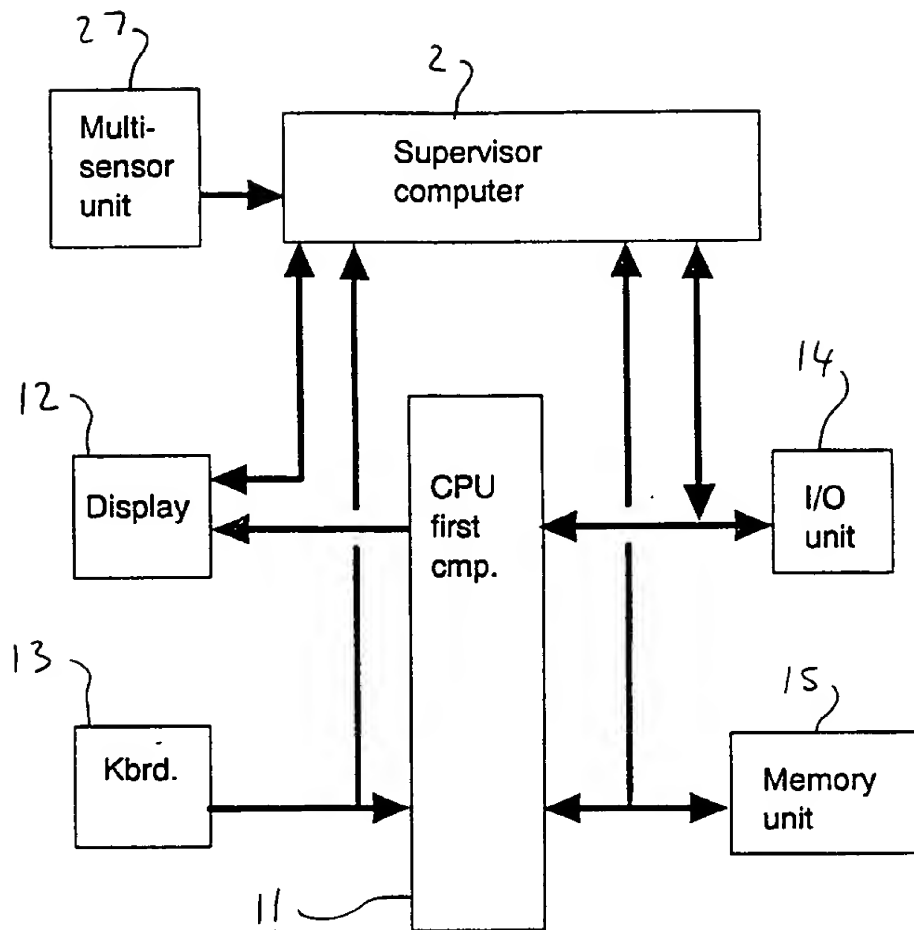 27
2
Multi-
sensor
unit
Supervisor
computer
12
14
Display
CPU
first
cmp.
I/O
unit
13
15
Kbrd.
Memory
unit
11